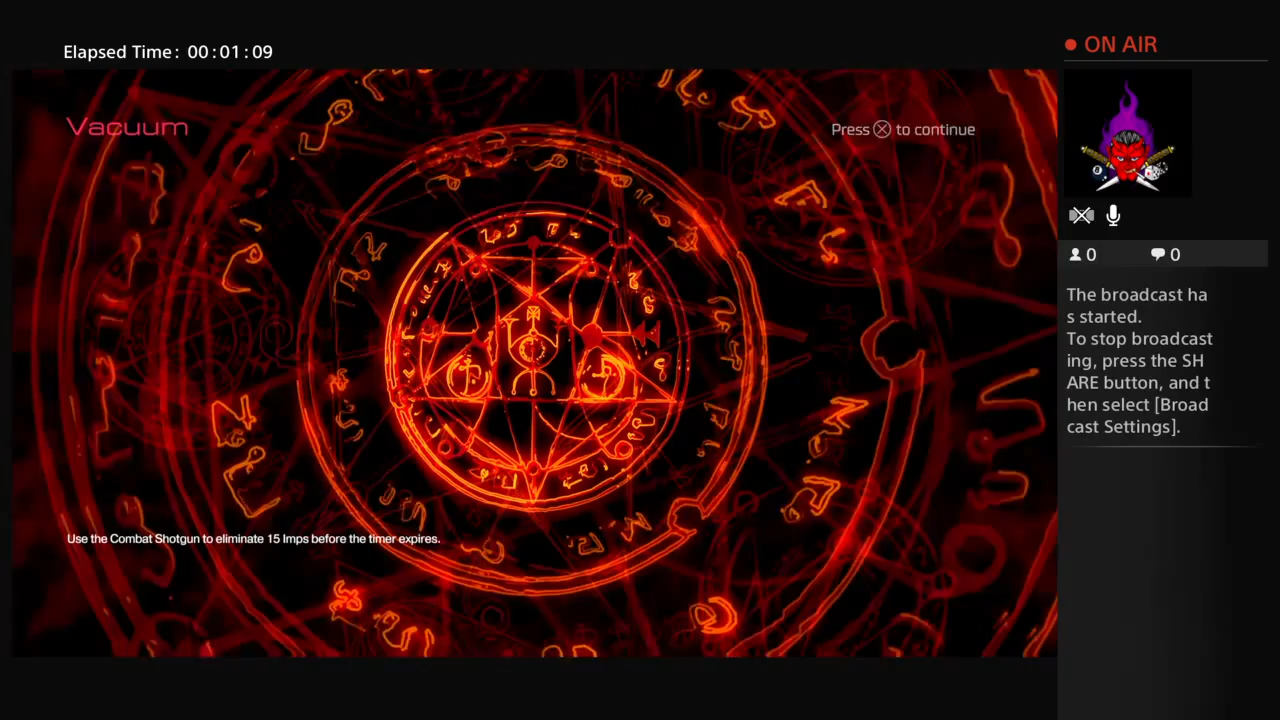 Elapsed Time: 00:01:09
ON AIR
Vacuum
Press ⊗ to continue
0
0
The broadcast ha
s started.
To stop broadcast
ing, press the SH
ARE button, and t
hen select [Broad
cast Settings].
Use the Combat Shotgun to eliminate 15 Imps before the timer expires.